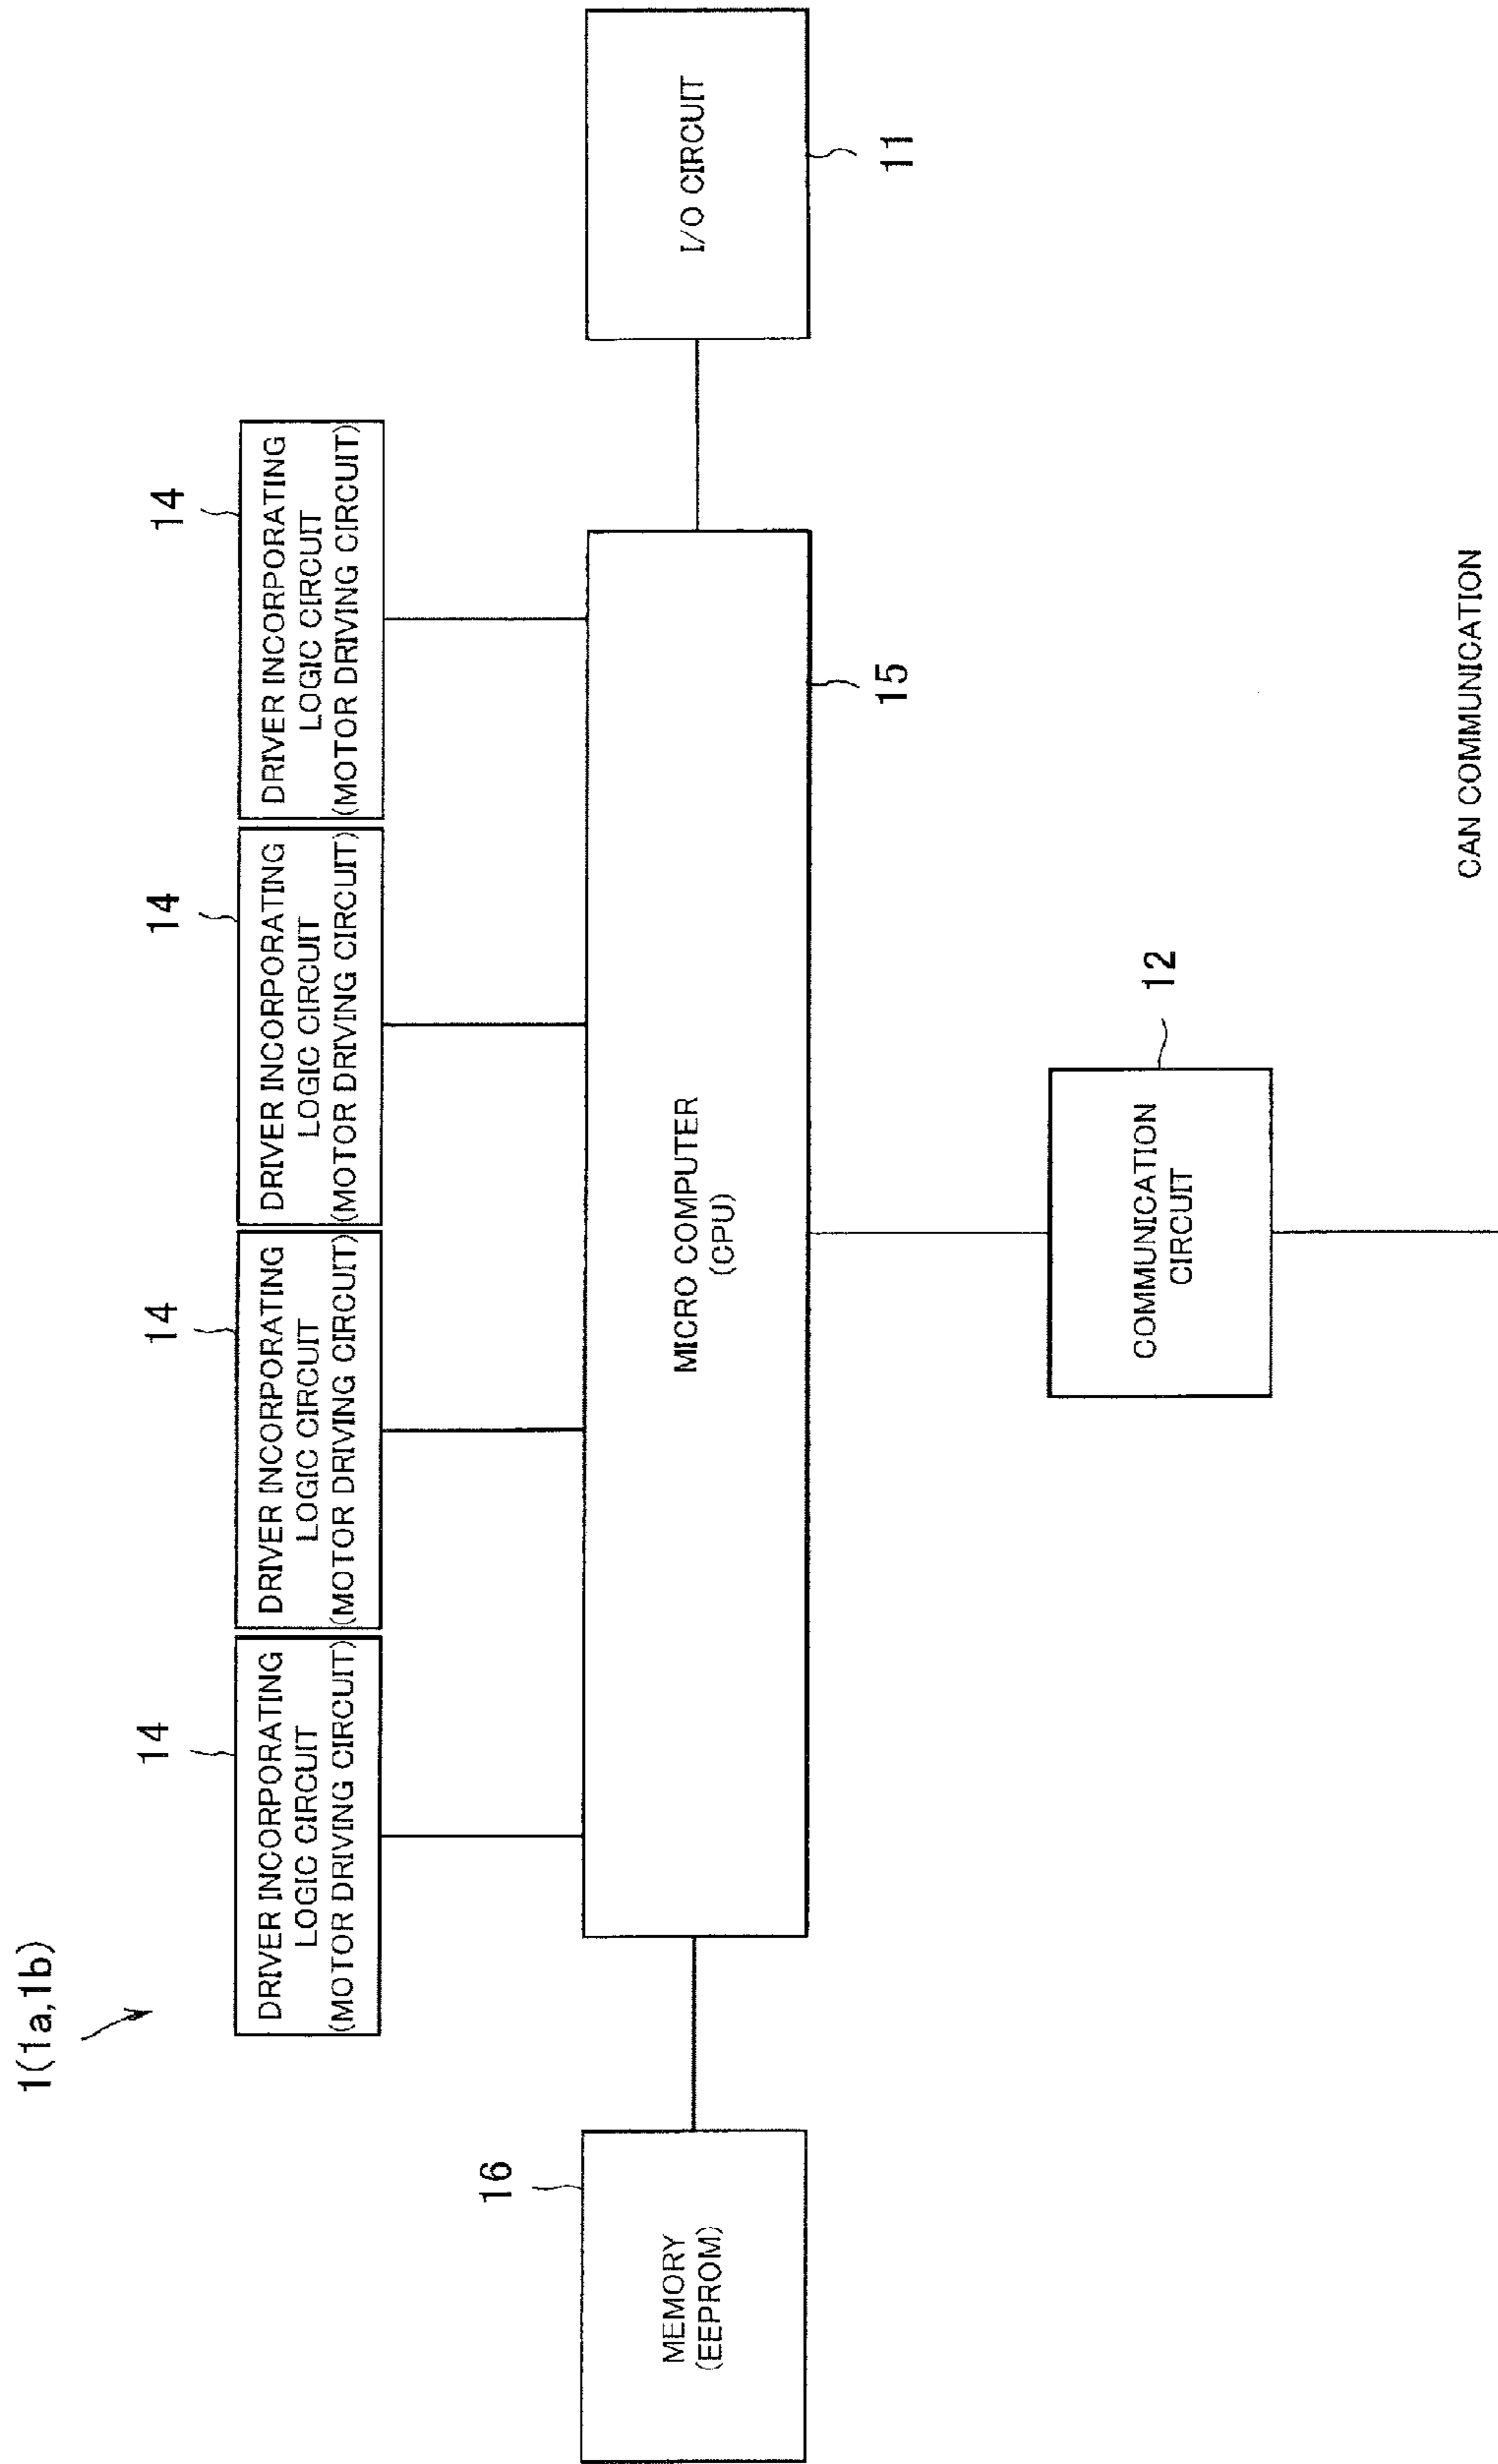 1(1a,1b)
14
DRIVER INCORPORATING
LOGIC CIRCUIT
(MOTOR DRIVING CIRCUIT)
14
DRIVER INCORPORATING
LOGIC CIRCUIT
(MOTOR DRIVING CIRCUIT)
14
DRIVER INCORPORATING
LOGIC CIRCUIT
(MOTOR DRIVING CIRCUIT)
14
DRIVER INCORPORATING
LOGIC CIRCUIT
(MOTOR DRIVING CIRCUIT)
16
MEMORY
(EEPROM)
MICRO COMPUTER
(CPU)
15
I/O CIRCUIT
11
COMMUNICATION
CIRCUIT
12
CAN COMMUNICATION